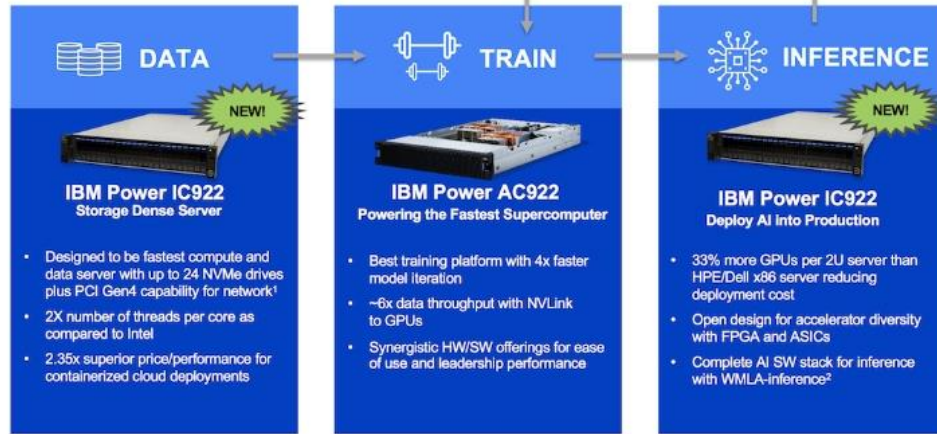 DATA
NEW!
IBM Power IC922
Storage Dense Server
• Designed to be fastest compute and
data server with up to 24 NVMe drives
plus PCI Gen4 capability for network¹
• 2X number of threads per core as
compared to Intel
• 2.35x superior price/performance for
containerized cloud deployments
TRAIN
IBM Power AC922
Powering the Fastest Supercomputer
• Best training platform with 4x faster
model iteration
• ~6x data throughput with NVLink
to GPUs
• Synergistic HW/SW offerings for ease
of use and leadership performance
INFERENCE
NEW!
IBM Power IC922
Deploy AI into Production
• 33% more GPUs per 2U server than
HPE/Dell x86 server reducing
deployment cost
• Open design for accelerator diversity
with FPGA and ASICs
• Complete AI SW stack for inference
with WMLA-inference²